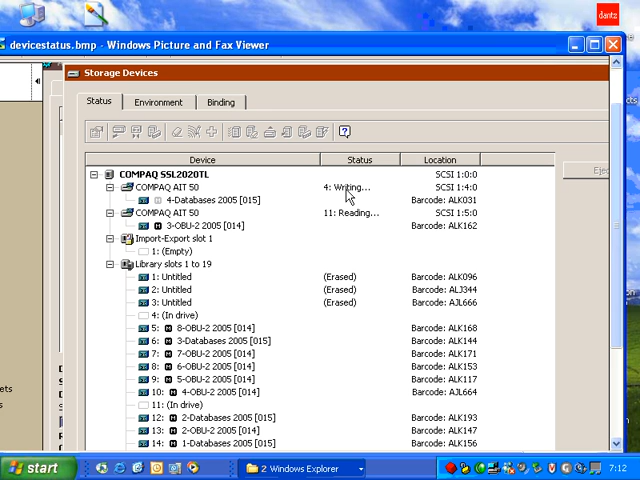 dantz
devicestatus.bmp - Windows Picture and Fax Viewer
Storage Devices
Status Environment Binding
Device Status Location
Ejec
COMPAQ SSL2020TL SCSI 1:0:0
COMPAQ AIT 50 4: Writing... SCSI 1:4:0
4-Databases 2005 [015] Barcode: ALK031
COMPAQ AIT 50 11: Reading... SCSI 1:5:0
3-OBU-2 2005 [014] Barcode: ALK162
Import-Export slot 1
1: (Empty)
Library slots 1 to 19
1: Untitled (Erased) Barcode: ALK096
2: Untitled (Erased) Barcode: ALJ344
3: Untitled (Erased) Barcode: AJL666
4: (In drive)
5: 8-OBU-2 2005 [014] Barcode: ALK168
6: 3-Databases 2005 [015] Barcode: ALK144
7: 7-OBU-2 2005 [014] Barcode: ALK171
8: 6-OBU-2 2005 [014] Barcode: ALK153
9: 5-OBU-2 2005 [014] Barcode: ALK117
10: 4-OBU-2 2005 [014] Barcode: AJL666
11: (In drive)
12: 2-Databases 2005 [015] Barcode: ALK193
13: 2-OBU-2 2005 [014] Barcode: ALK147
14: 1-Databases 2005 [015] Barcode: ALK156
start 2 Windows Explorer 7:12